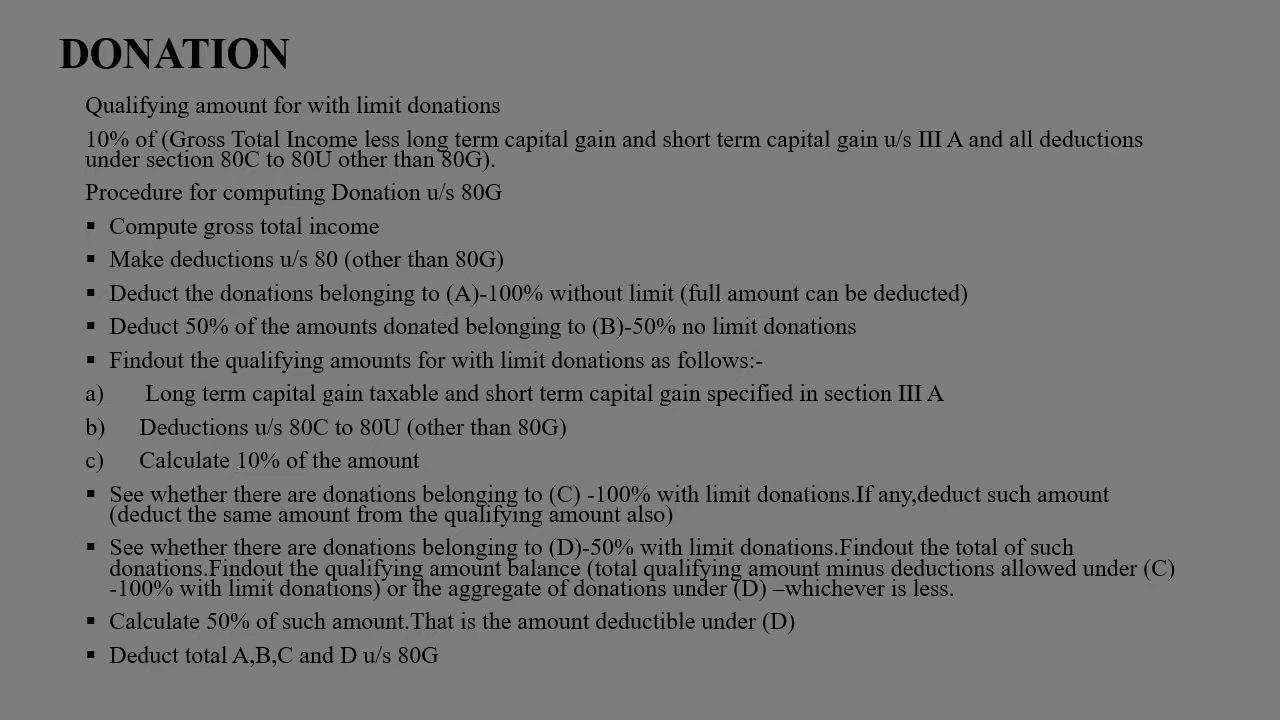 DONATION
Qualifying amount for with limit donations
10% of (Gross Total Income less long term capital gain and short term capital gain u/s III A and all deductions
under section 80C to 80U other than 80G).
Procedure for computing Donation u/s 80G
▪ Compute gross total income
▪ Make deductions u/s 80 (other than 80G)
▪ Deduct the donations belonging to (A)-100% without limit (full amount can be deducted)
▪ Deduct 50% of the amounts donated belonging to (B)-50% no limit donations
▪ Findout the qualifying amounts for with limit donations as follows:-
a) Long term capital gain taxable and short term capital gain specified in section III A
b) Deductions u/s 80C to 80U (other than 80G)
c) Calculate 10% of the amount
▪ See whether there are donations belonging to (C) -100% with limit donations.If any,deduct such amount
(deduct the same amount from the qualifying amount also)
▪ See whether there are donations belonging to (D)-50% with limit donations.Findout the total of such
donations.Findout the qualifying amount balance (total qualifying amount minus deductions allowed under (C)
-100% with limit donations) or the aggregate of donations under (D) –whichever is less.
▪ Calculate 50% of such amount.That is the amount deductible under (D)
▪ Deduct total A,B,C and D u/s 80G